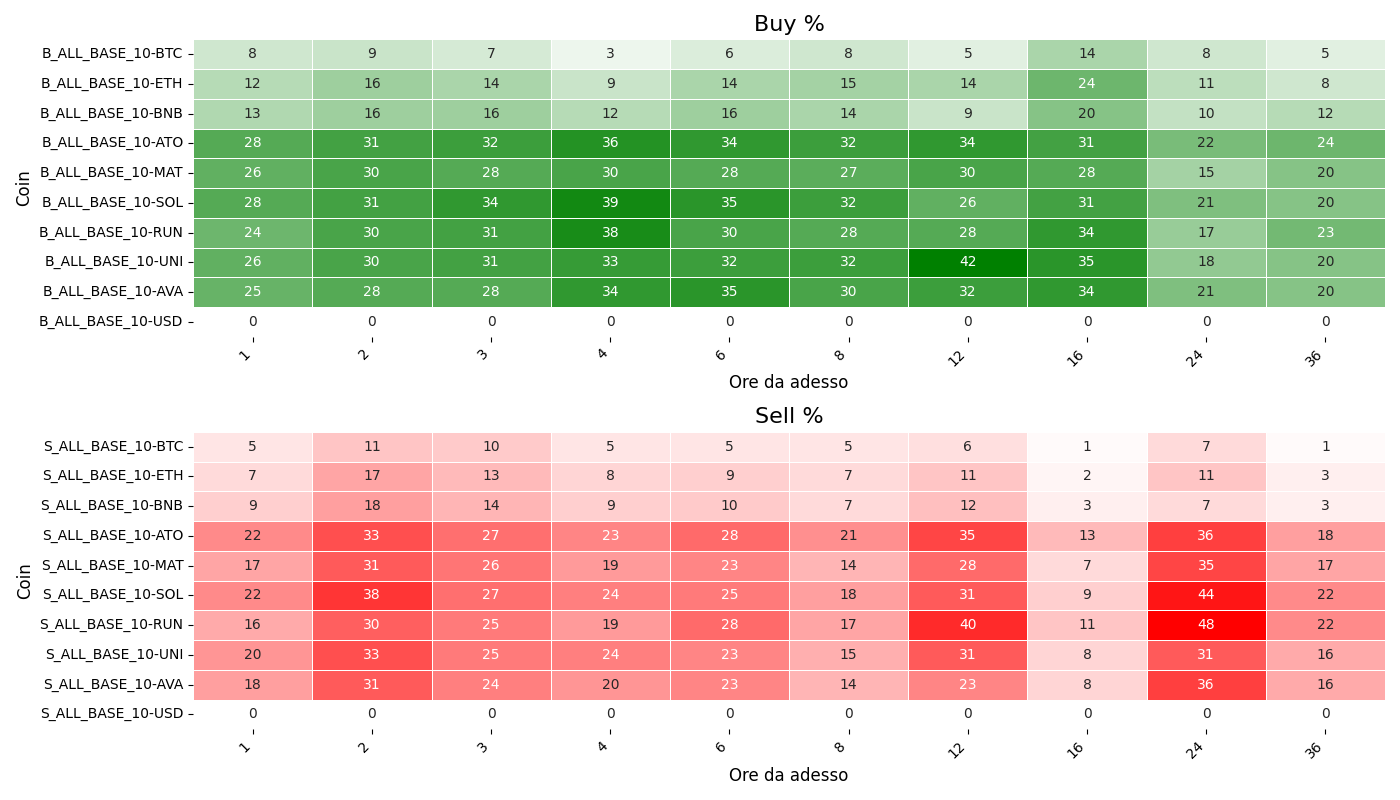 Buy %
Coin
B_ALL_BASE_10-BTC 8 9 7 3 6 8 5 14 8 5
B_ALL_BASE_10-ETH 12 16 14 9 14 15 14 24 11 8
B_ALL_BASE_10-BNB 13 16 16 12 16 14 9 20 10 12
B_ALL_BASE_10-ATO 28 31 32 36 34 32 34 31 22 24
B_ALL_BASE_10-MAT 26 30 28 30 28 27 30 28 15 20
B_ALL_BASE_10-SOL 28 31 34 39 35 32 26 31 21 20
B_ALL_BASE_10-RUN 24 30 31 38 30 28 28 34 17 23
B_ALL_BASE_10-UNI 26 30 31 33 32 32 42 35 18 20
B_ALL_BASE_10-AVA 25 28 28 34 35 30 32 34 21 20
B_ALL_BASE_10-USD 0 0 0 0 0 0 0 0 0 0
1 2 3 4 6 8 12 16 24 36
Ore da adesso
Sell %
Coin
S_ALL_BASE_10-BTC 5 11 10 5 5 5 6 1 7 1
S_ALL_BASE_10-ETH 7 17 13 8 9 7 11 2 11 3
S_ALL_BASE_10-BNB 9 18 14 9 10 7 12 3 7 3
S_ALL_BASE_10-ATO 22 33 27 23 28 21 35 13 36 18
S_ALL_BASE_10-MAT 17 31 26 19 23 14 28 7 35 17
S_ALL_BASE_10-SOL 22 38 27 24 25 18 31 9 44 22
S_ALL_BASE_10-RUN 16 30 25 19 28 17 40 11 48 22
S_ALL_BASE_10-UNI 20 33 25 24 23 15 31 8 31 16
S_ALL_BASE_10-AVA 18 31 24 20 23 14 23 8 36 16
S_ALL_BASE_10-USD 0 0 0 0 0 0 0 0 0 0
1 2 3 4 6 8 12 16 24 36
Ore da adesso